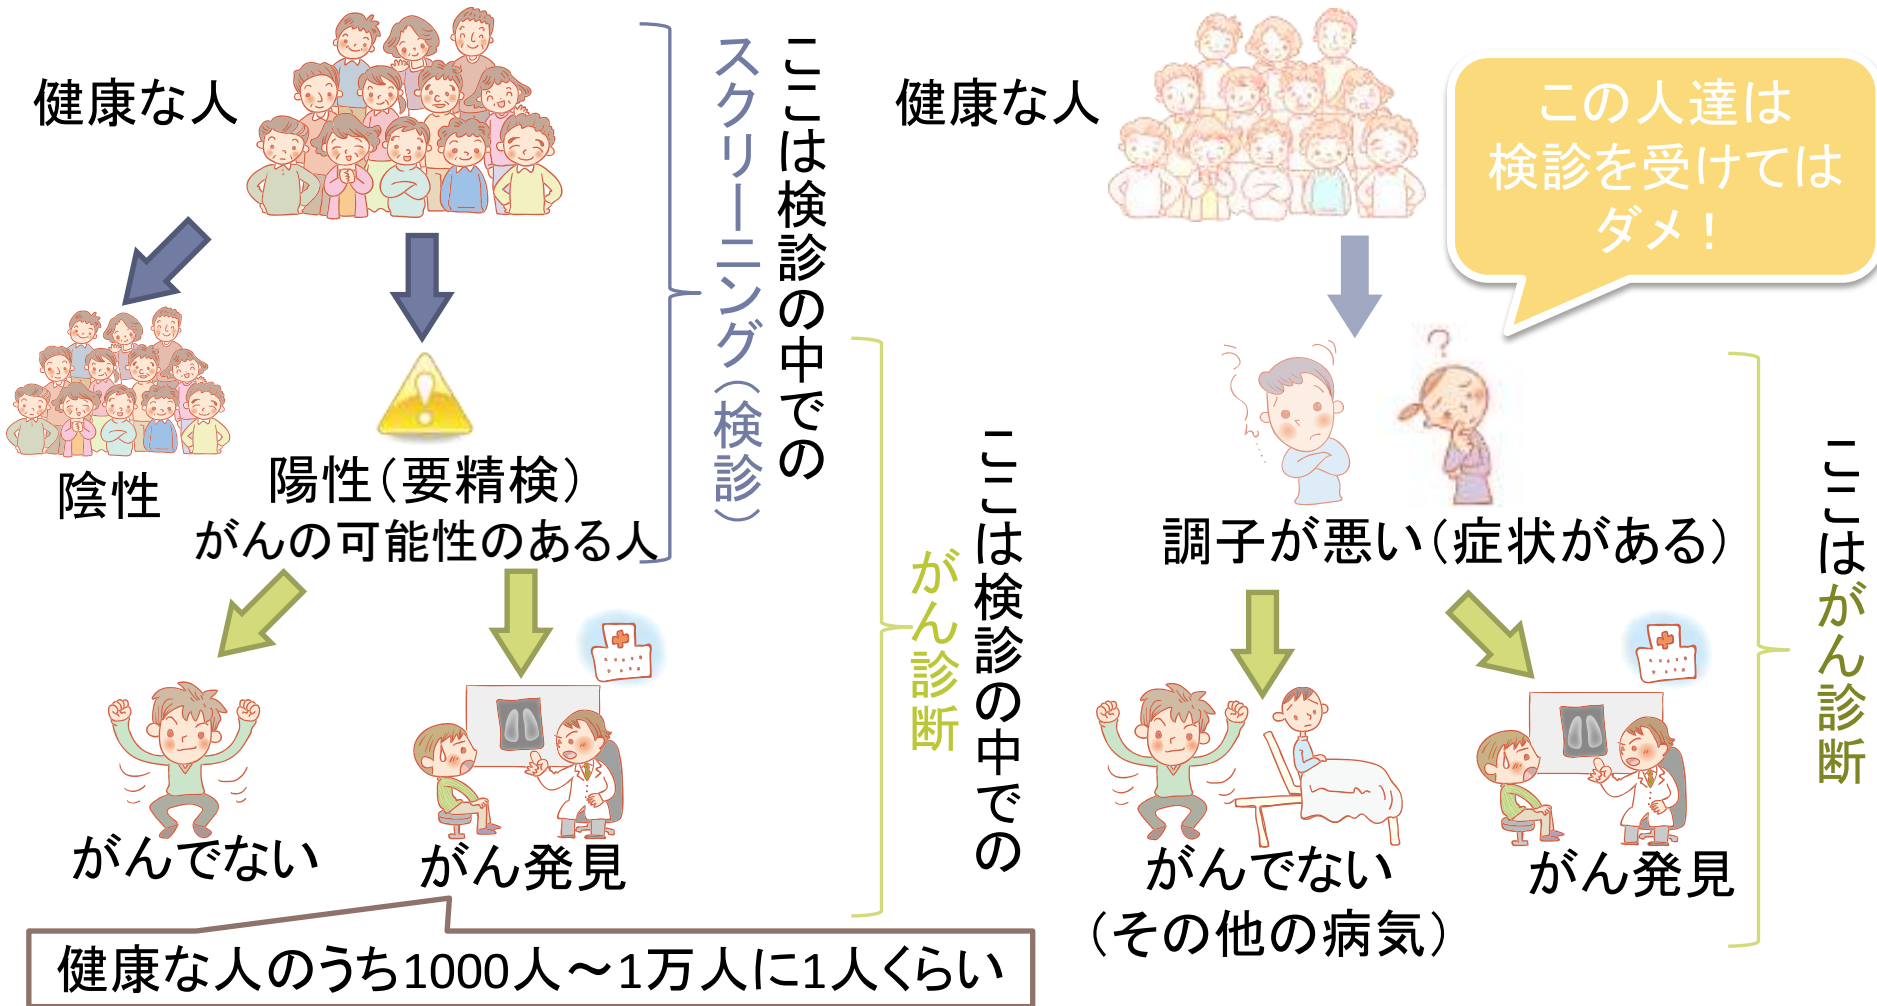 健康な人
陰性
陽性（要精検）
がんの可能性のある人
がんでない
がん発見
健康な人のうち1000人～1万人に1人くらい
ここは検診の中での
スクリーニング（検診）
ここは検診の中での
がん診断
健康な人
この人達は
検診を受けては
ダメ！
?
調子が悪い（症状がある）
がんでない
（その他の病気）
がん発見
ここはがん診断